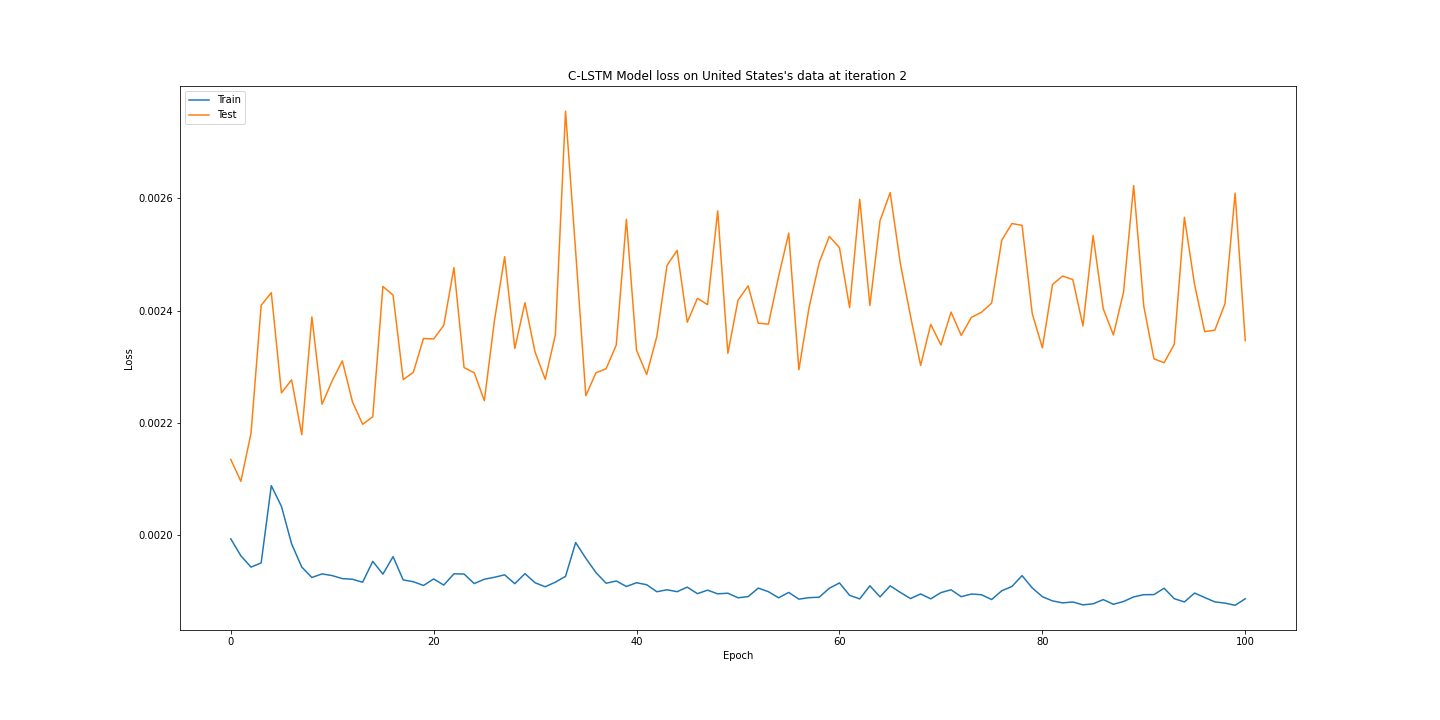 C-LSTM Model loss on United States's data at iteration 2
Train
Test
0.0026
0.0024
0.0022
0.0020
Loss
0 20 40 60 80 100
Epoch